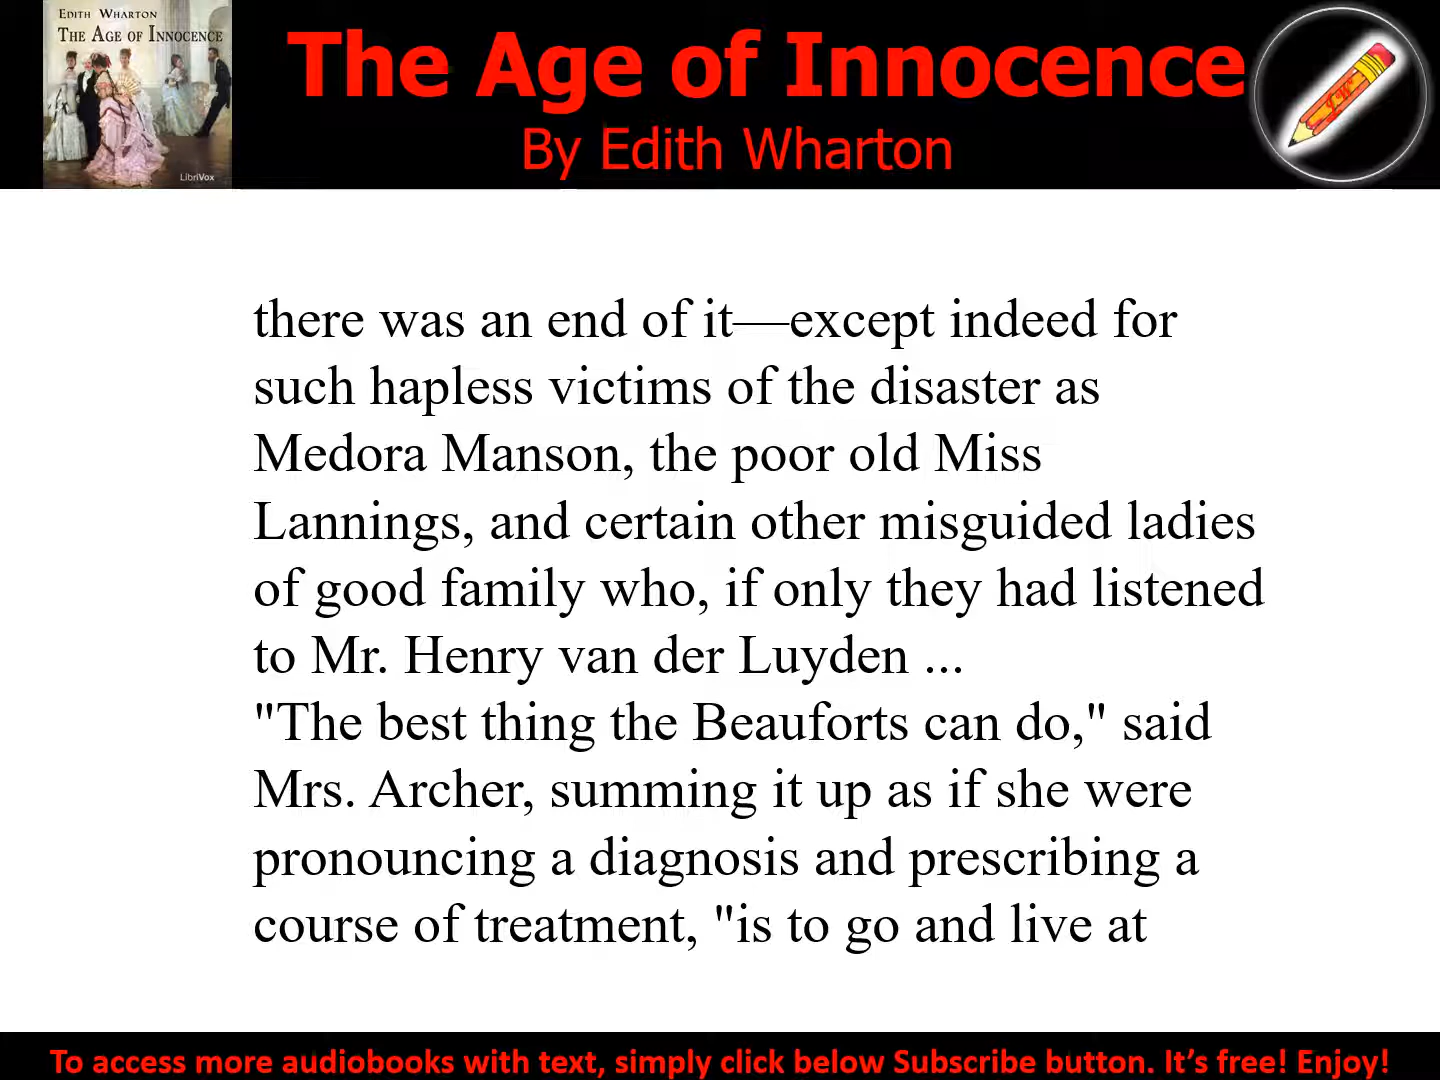 EDITH WHARTON
THE AGE OF INNOCENCE
LibriVox
The Age of Innocence
By Edith Wharton
there was an end of it—except indeed for
such hapless victims of the disaster as
Medora Manson, the poor old Miss
Lannings, and certain other misguided ladies
of good family who, if only they had listened
to Mr. Henry van der Luyden ...
"The best thing the Beauforts can do," said
Mrs. Archer, summing it up as if she were
pronouncing a diagnosis and prescribing a
course of treatment, "is to go and live at
To access more audiobooks with text, simply click below Subscribe button. It’s free! Enjoy!